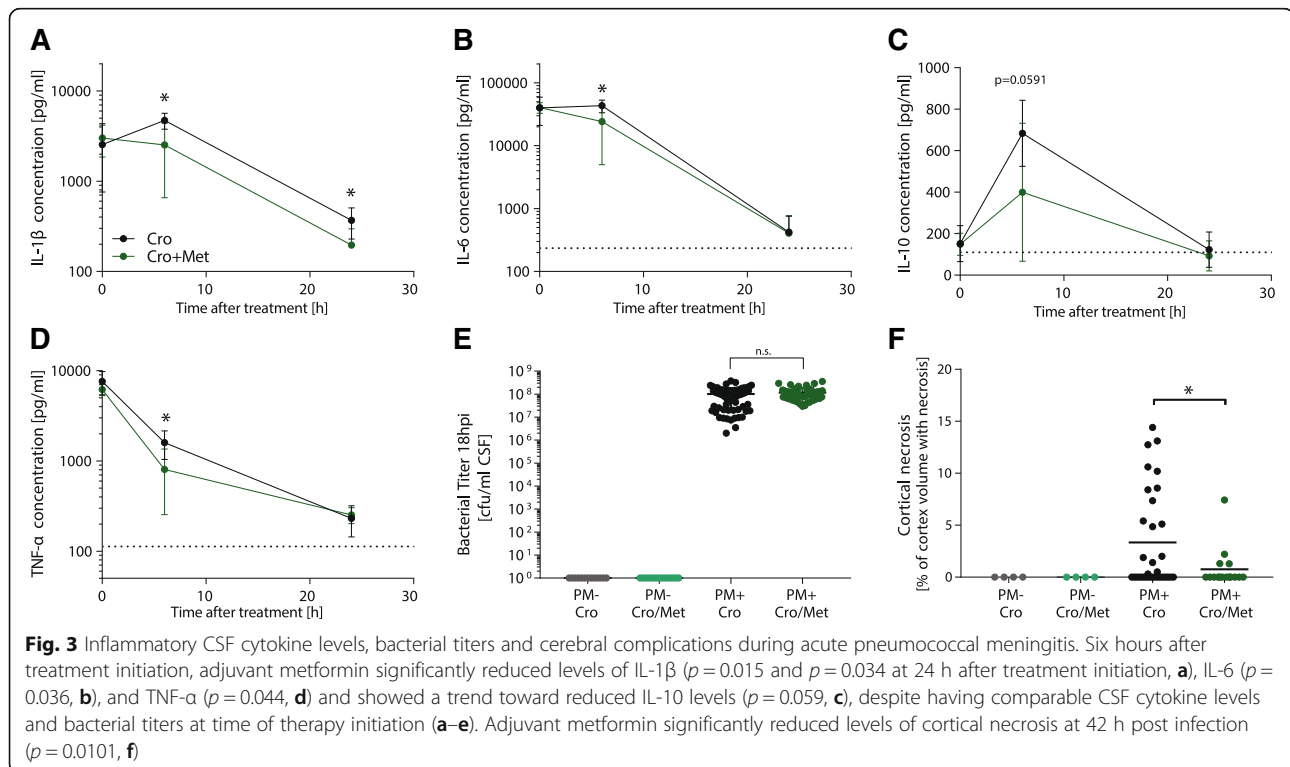 A
IL-1β concentraion [pg/ml]
10000
1000
100
*
*
Cro
Cro+Met
0
10
20
30
Time after treatment [h]
B
IL-6 concentration [pg/ml]
100000
10000
1000
100
*
0
10
20
30
Time after treatment [h]
C
IL-10 concentration [pg/ml]
1000
800
600
400
200
0
p=0.0591
0
10
20
30
Time after treatment [h]
D
TNF-α concentration [pg/ml]
10000
1000
100
*
0
10
20
30
Time after treatment [h]
E
Bacterial Titer 18hpi
[cfu/ml CSF]
10⁹
10⁸
10⁷
10⁶
10⁵
10⁴
10³
10²
10¹
10⁰
n.s.
PM- PM- PM+ PM+
Cro Cro/Met Cro Cro/Met
F
Cortical necrosis
[% of cortex volume with necrosis]
20
15
10
5
0
*
PM- PM- PM+ PM+
Cro Cro/Met Cro Cro/Met
Fig. 3 Inflammatory CSF cytokine levels, bacterial titers and cerebral complications during acute pneumococcal meningitis. Six hours after
treatment initiation, adjuvant metformin significantly reduced levels of IL-1β (p = 0.015 and p = 0.034 at 24 h after treatment initiation, a), IL-6 (p =
0.036, b), and TNF-α (p = 0.044, d) and showed a trend toward reduced IL-10 levels (p = 0.059, c), despite having comparable CSF cytokine levels
and bacterial titers at time of therapy initiation (a–e). Adjuvant metformin significantly reduced levels of cortical necrosis at 42 h post infection
(p = 0.0101, f)